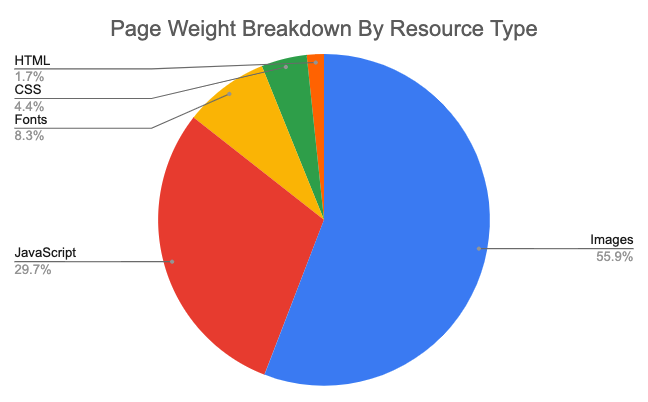 Page Weight Breakdown By Resource Type
HTML
1.7%
CSS
4.4%
Fonts
8.3%
JavaScript
29.7%
Images
55.9%